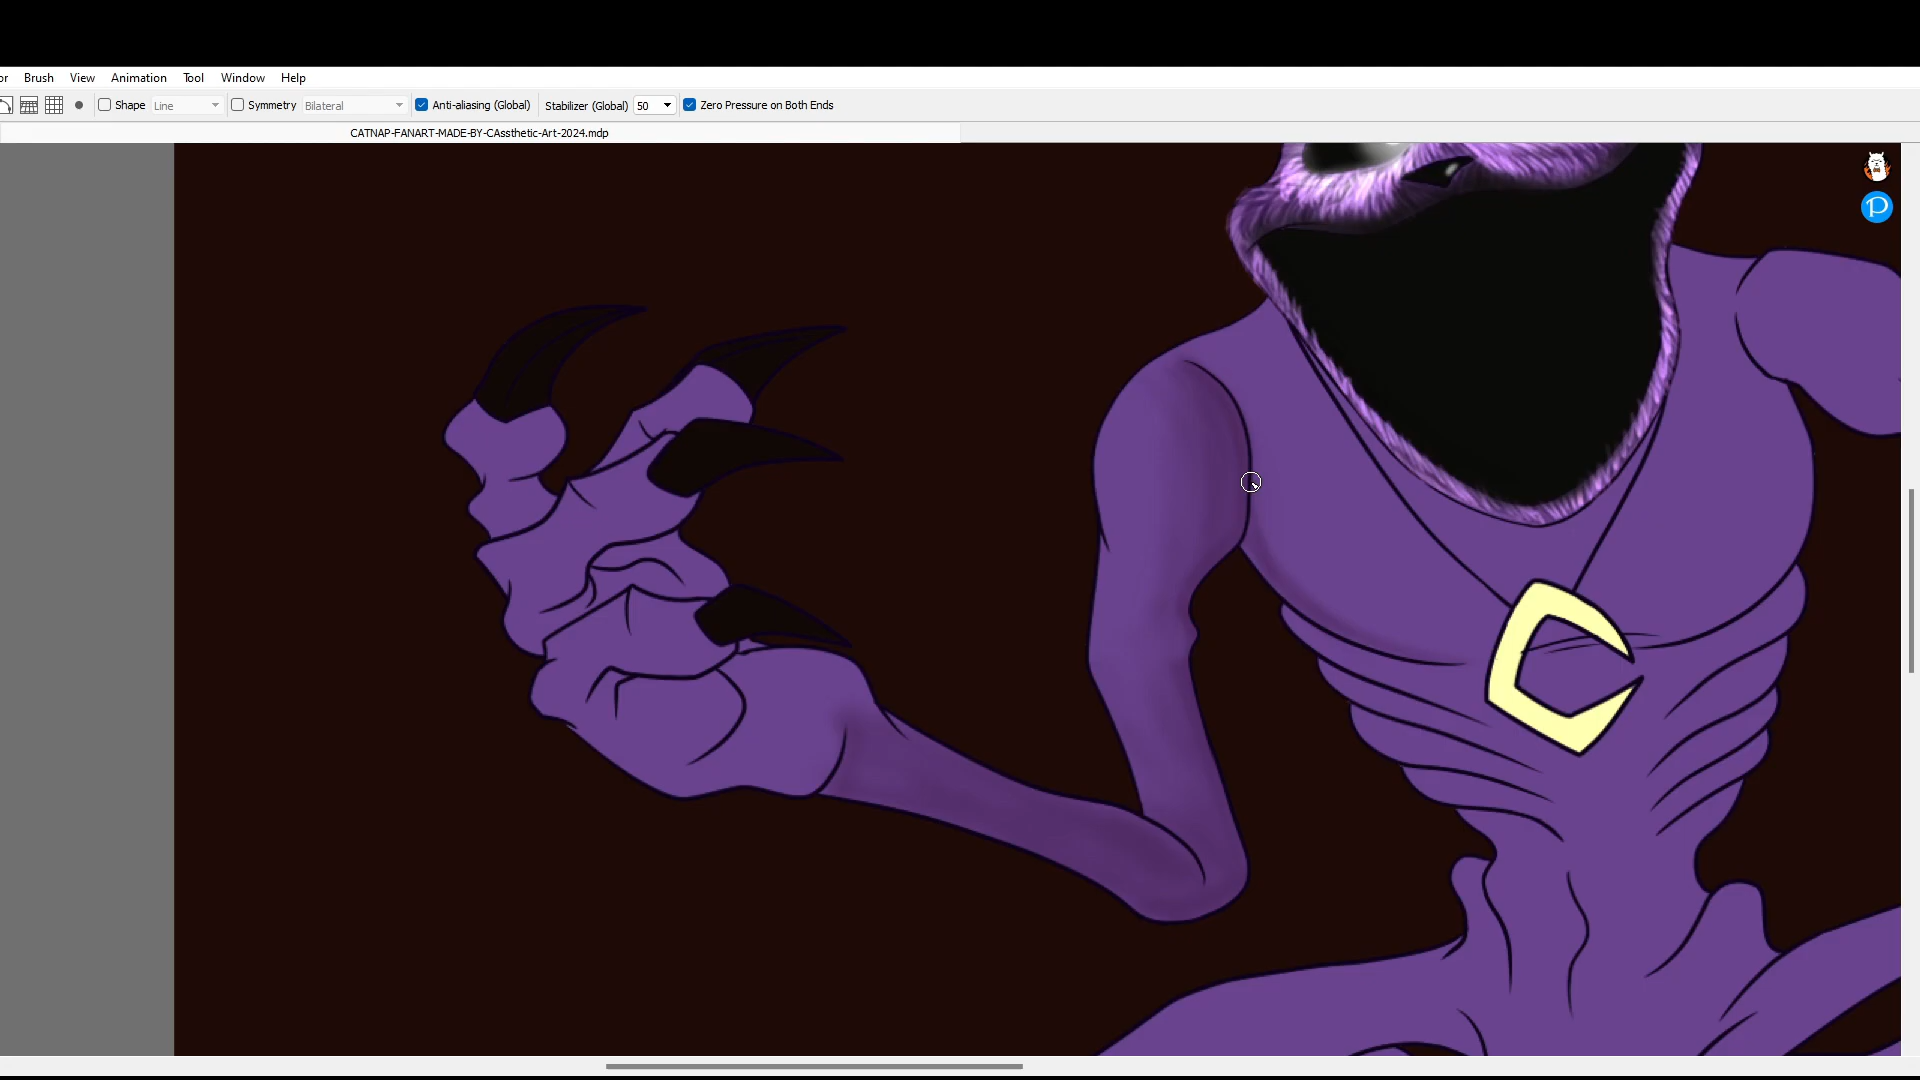 or Brush View Animation Tool Window Help
Shape Line Symmetry Bilateral Anti-aliasing (Global) Stabilizer (Global) 50 Zero Pressure on Both Ends
CATNAP-FANART-MADE-BY-CAssthetic-Art-2024.mdp
P